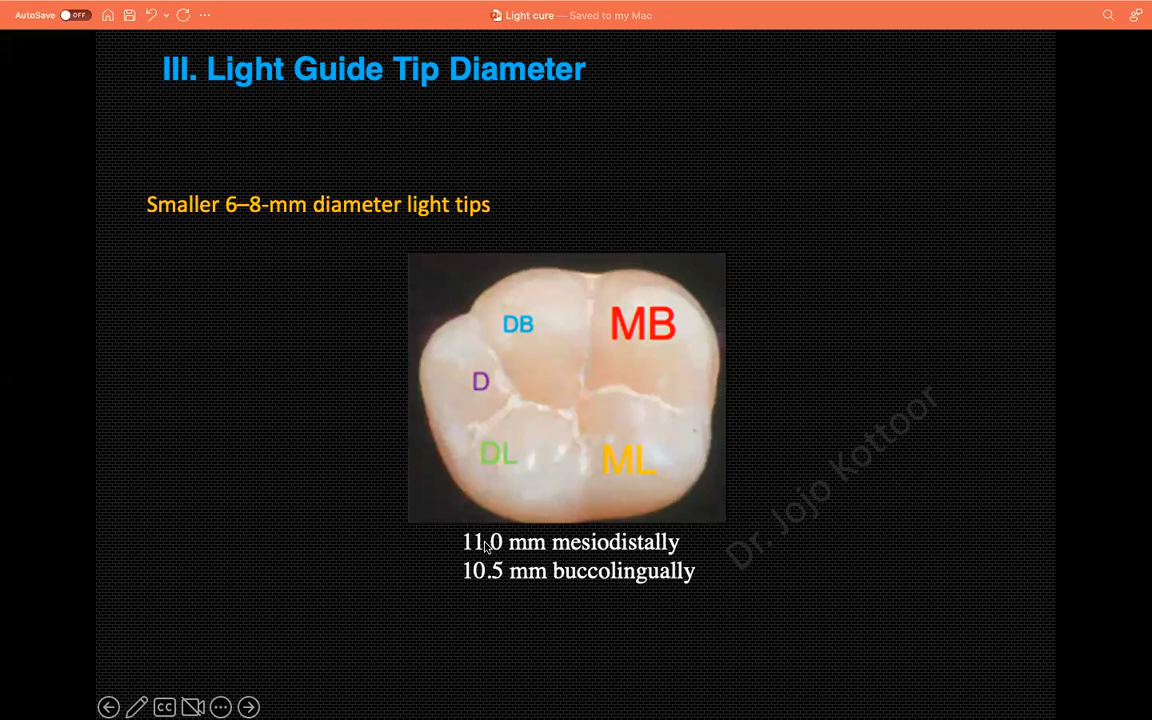 AutoSave OFF
Light cure — Saved to my Mac
III. Light Guide Tip Diameter
Smaller 6–8-mm diameter light tips
DB
MB
D
DL
ML
11.0 mm mesiodistally
10.5 mm buccolingually
Dr. Jojo Kottoor
CC